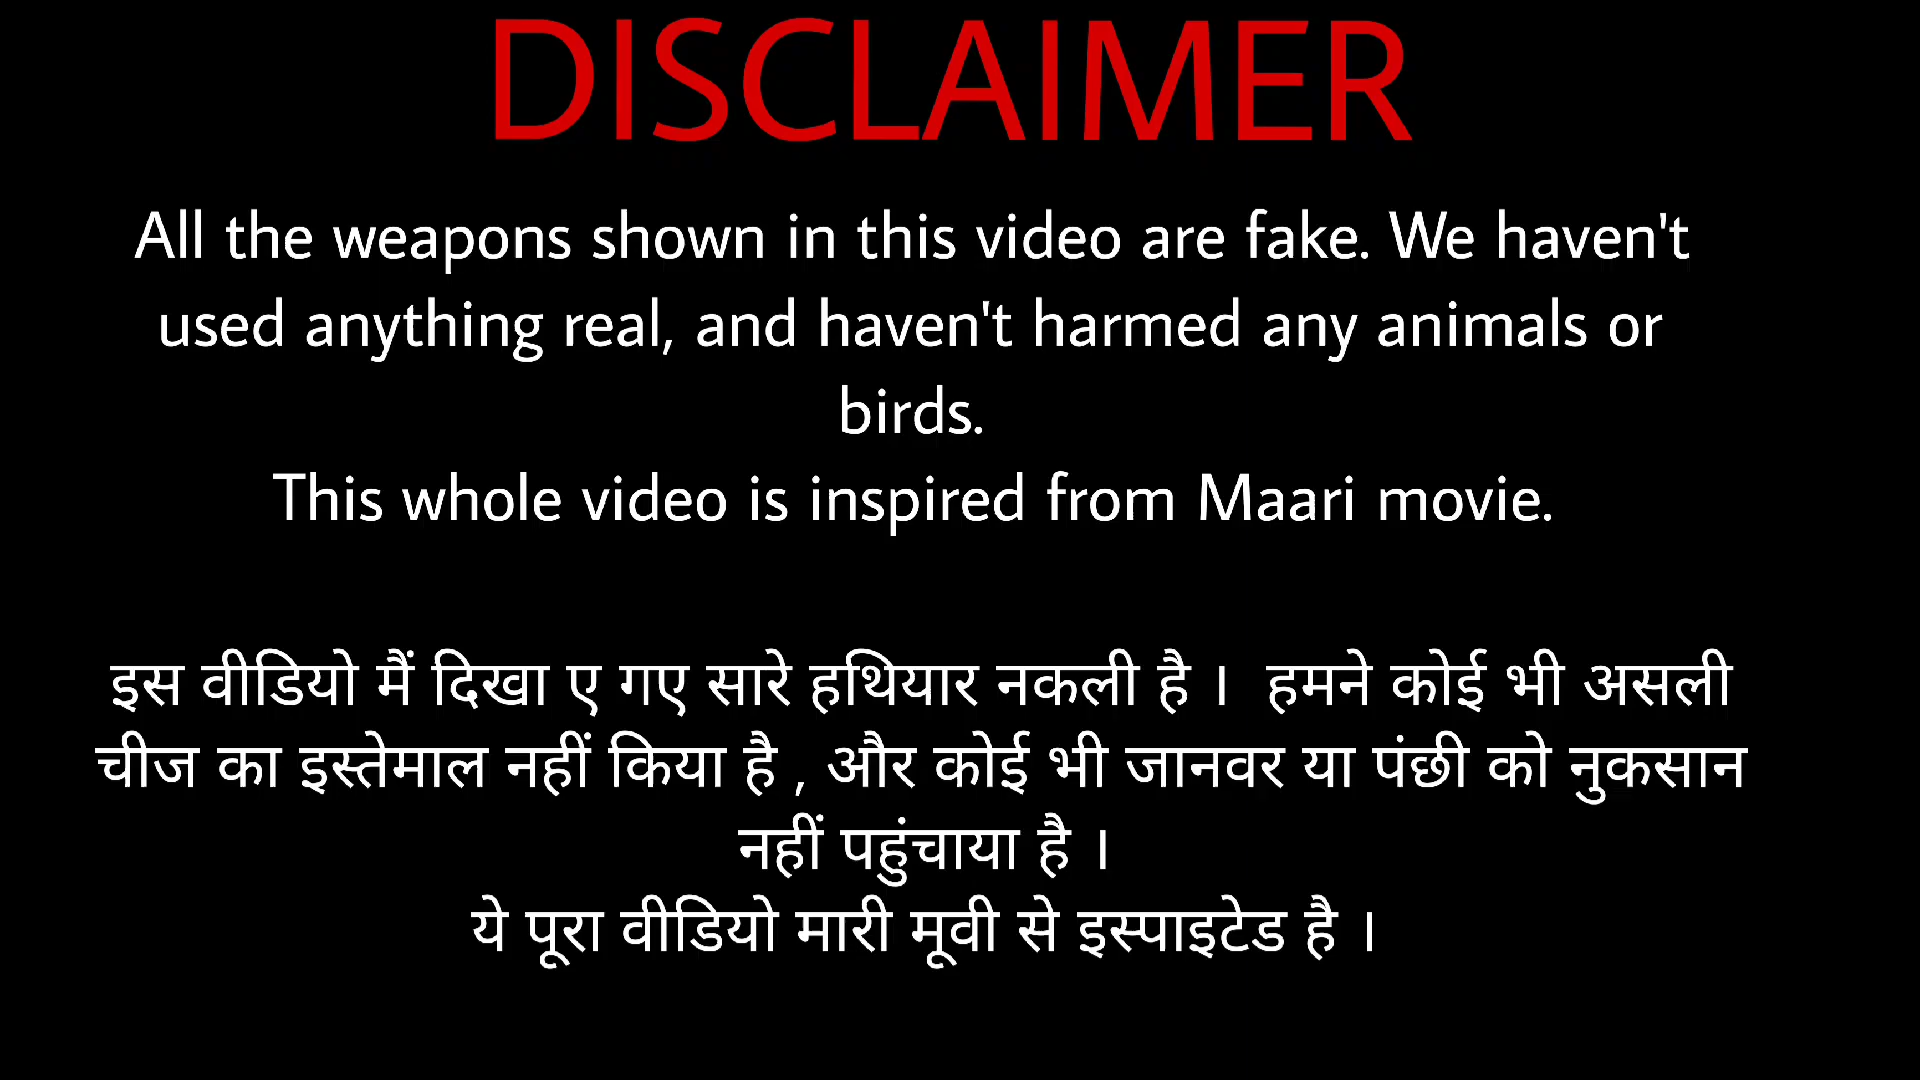 DISCLAIMER
All the weapons shown in this video are fake. We haven't
used anything real, and haven't harmed any animals or
birds.
This whole video is inspired from Maari movie.
इस वीडियो मैं दिखा ए गए सारे हथियार नकली है । हमने कोई भी असली
चीज का इस्तेमाल नहीं किया है , और कोई भी जानवर या पंछी को नुकसान
नहीं पहुंचाया है ।
ये पूरा वीडियो मारी मूवी से इस्पाइटेड है ।